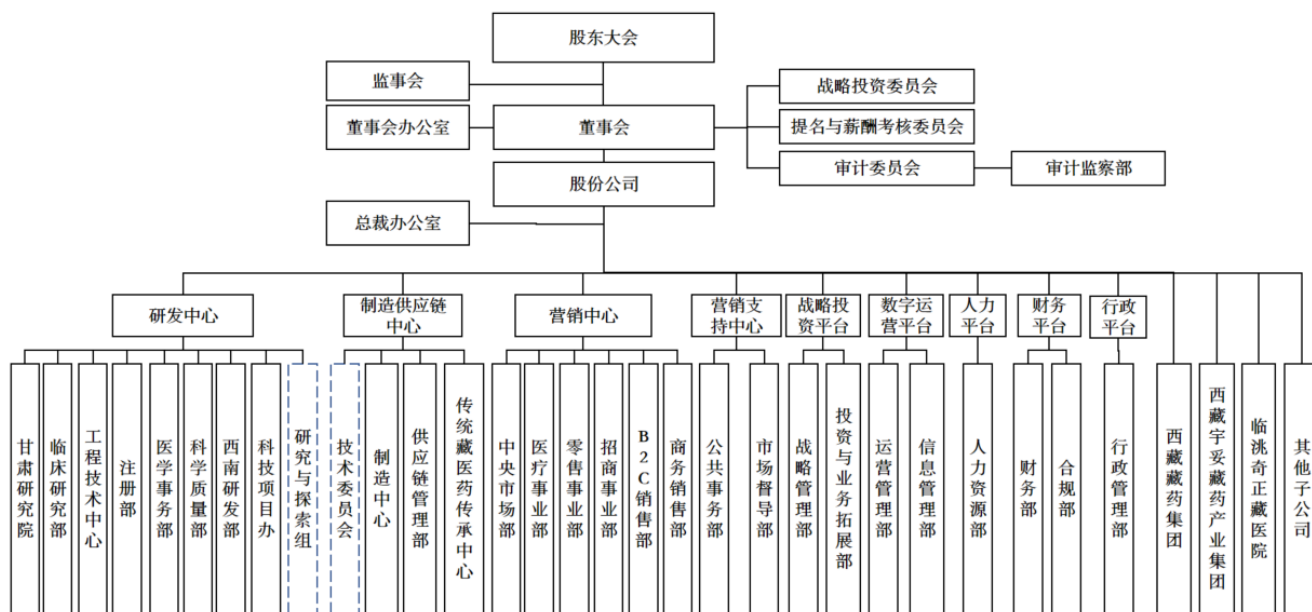 股东大会
监事会
战略投资委员会
董事会办公室
董事会
提名与薪酬考核委员会
审计委员会
审计监察部
股份公司
总裁办公室
研发中心
制造供应链
中心
营销中心
营销支
持中心
战略投
资平台
数字运
营平台
人力
平台
财务
平台
行政
平台
甘肃研究院
临床研究部
工程技术中心
注册部
医学事务部
科学质量部
西南研发部
科技项目办
研究与探索组
技术委员会
制造中心
供应链管理部
传统藏医药传承中心
中央市场部
医疗事业部
零售事业部
招商事业部
B2C销售部
商务销售部
公共事务部
市场督导部
战略管理部
投资与业务拓展部
运营管理部
信息管理部
人力资源部
财务部
合规部
行政管理部
西藏藏药集团
西藏宇妥藏药产业集团
临洮奇正藏医院
其他子公司